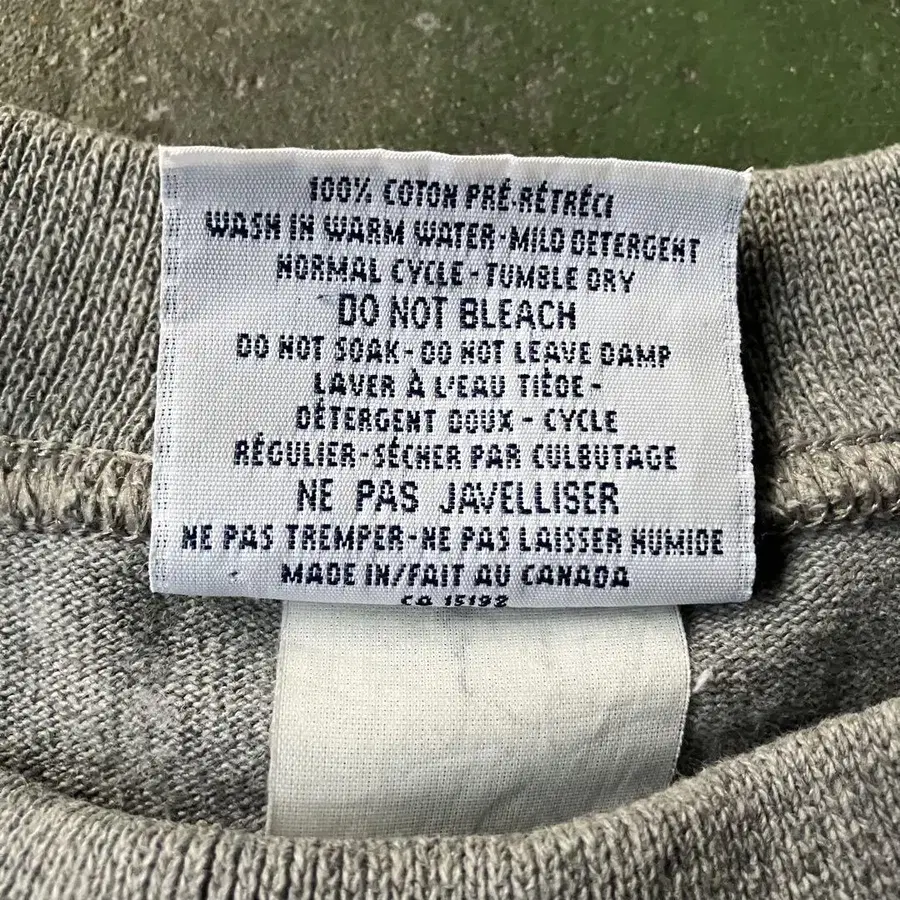 100% COTON PRÉ-RÉTRÉCI
WASH IN WARM WATER-MILD DETERGENT
NORMAL CYCLE-TUMBLE DRY
DO NOT BLEACH
DO NOT SOAK-DO NOT LEAVE DAMP
LAVER À L'EAU TIÈDE-
DÉTERGENT DOUX - CYCLE
RÉGULIER-SÉCHER PAR CULBUTAGE
NE PAS JAVELLISER
NE PAS TREMPER-NE PAS LAISSER HUMIDE
MADE IN/FAIT AU CANADA
CA 15198